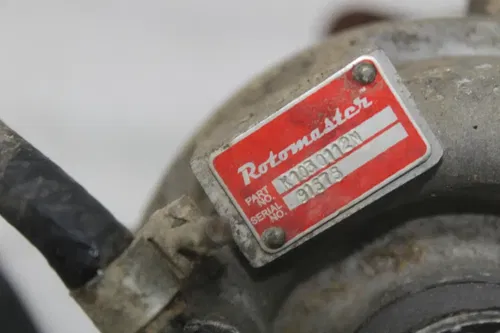 Rotomaster
PART NO. K1030112N
SERIAL NO. 91373